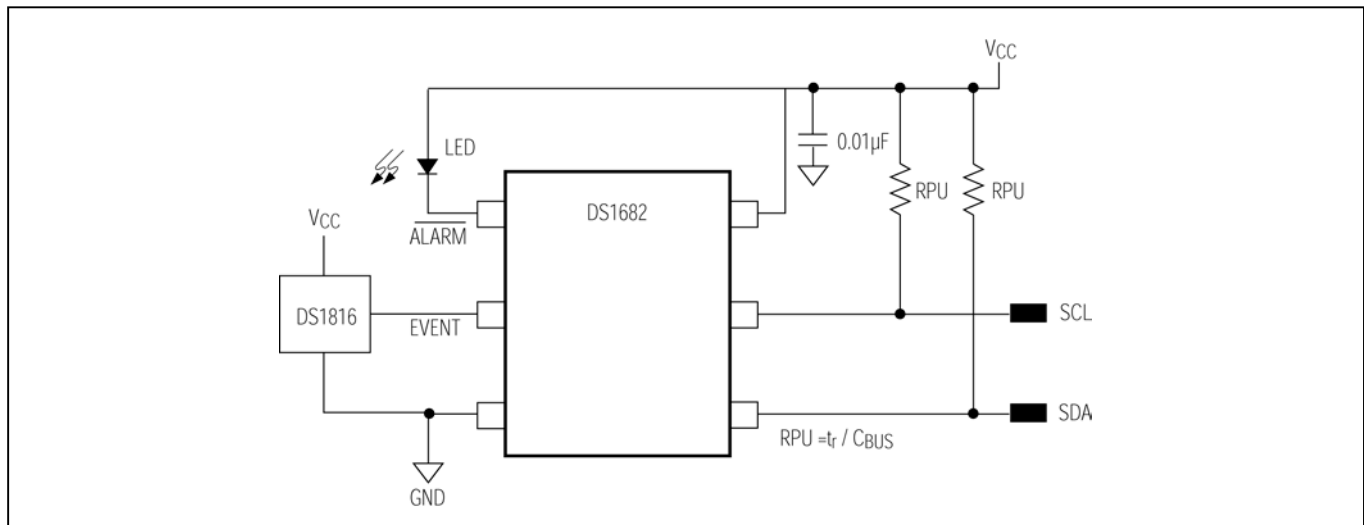 VCC
LED
0.01µF
RPU
RPU
DS1682
ALARM
VCC
DS1816
EVENT
SCL
SDA
RPU =tr / CBUS
GND